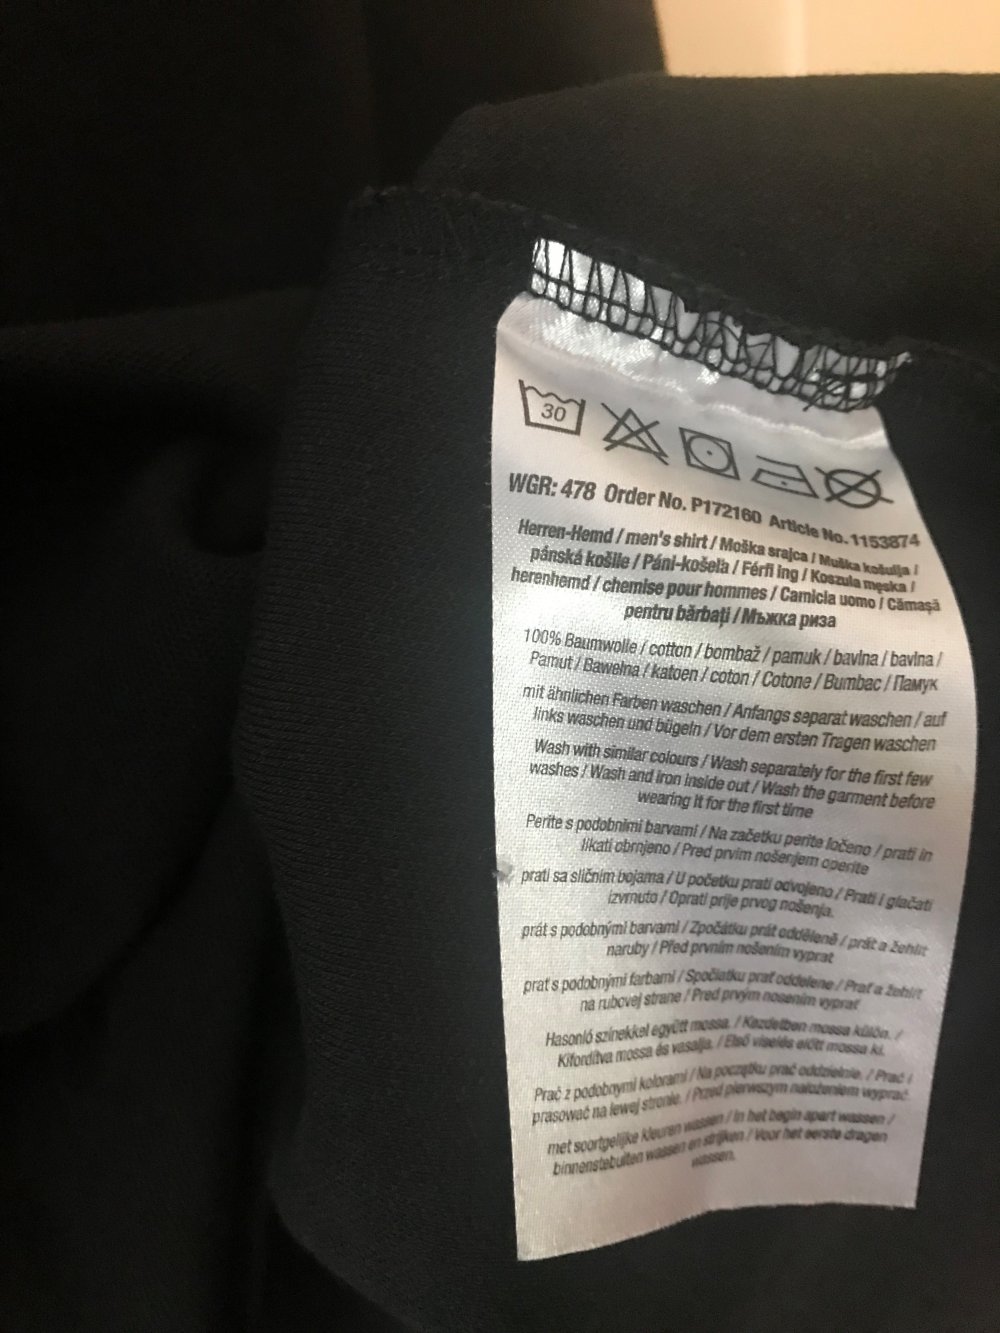 30
WGR: 478 Order No. P172160 Article No. 1153874
Herren-Hemd / men's shirt / Moška srajca / Muška košulja /
pánská košile / Páni-košeľa / Férfi ing / Koszula męska /
herenhemd / chemise pour hommes / Camicia uomo / Cămaşă
pentru bărbaţi / Мъжка риза
100% Baumwolle / cotton / bombaž / pamuk / bavlna / bavlna /
Pamut / Bawełna / katoen / coton / Cotone / Bumbac / Памук
mit ähnlichen Farben waschen / Anfangs separat waschen / auf
links waschen und bügeln / Vor dem ersten Tragen waschen
Wash with similar colours / Wash separately for the first few
washes / Wash and iron inside out / Wash the garment before
wearing it for the first time
Perite s podobnimi barvami / Na začetku perite ločeno / prati in
likati obrnjeno / Pred prvim nošenjem operite
prati sa sličnim bojama / U početku prati odvojeno / Prati i glačati
izvrnuto / Oprati prije prvog nošenja.
prát s podobnými barvami / Zpočátku prát odděleně / prát a žehlit
naruby / Před prvním nošením vyprat
prať s podobnými farbami / Spočiatku prať oddelene / Prať a žehliť
na rubovej strane / Pred prvým nosením vyprať
Hasonló színekkel együtt mossa. / Kezdetben mossa külön. /
Kifordítva mossa és vasalja. / Első viselés előtt mossa ki.
Prać z podobnymi kolorami / Na początku prać oddzielnie. / Prać i
prasować na lewej stronie. / Przed pierwszym nałożeniem wyprać
met soortgelijke kleuren wassen / In het begin apart wassen /
binnenstebuiten wassen en strijken / Voor het eerste dragen
wassen.